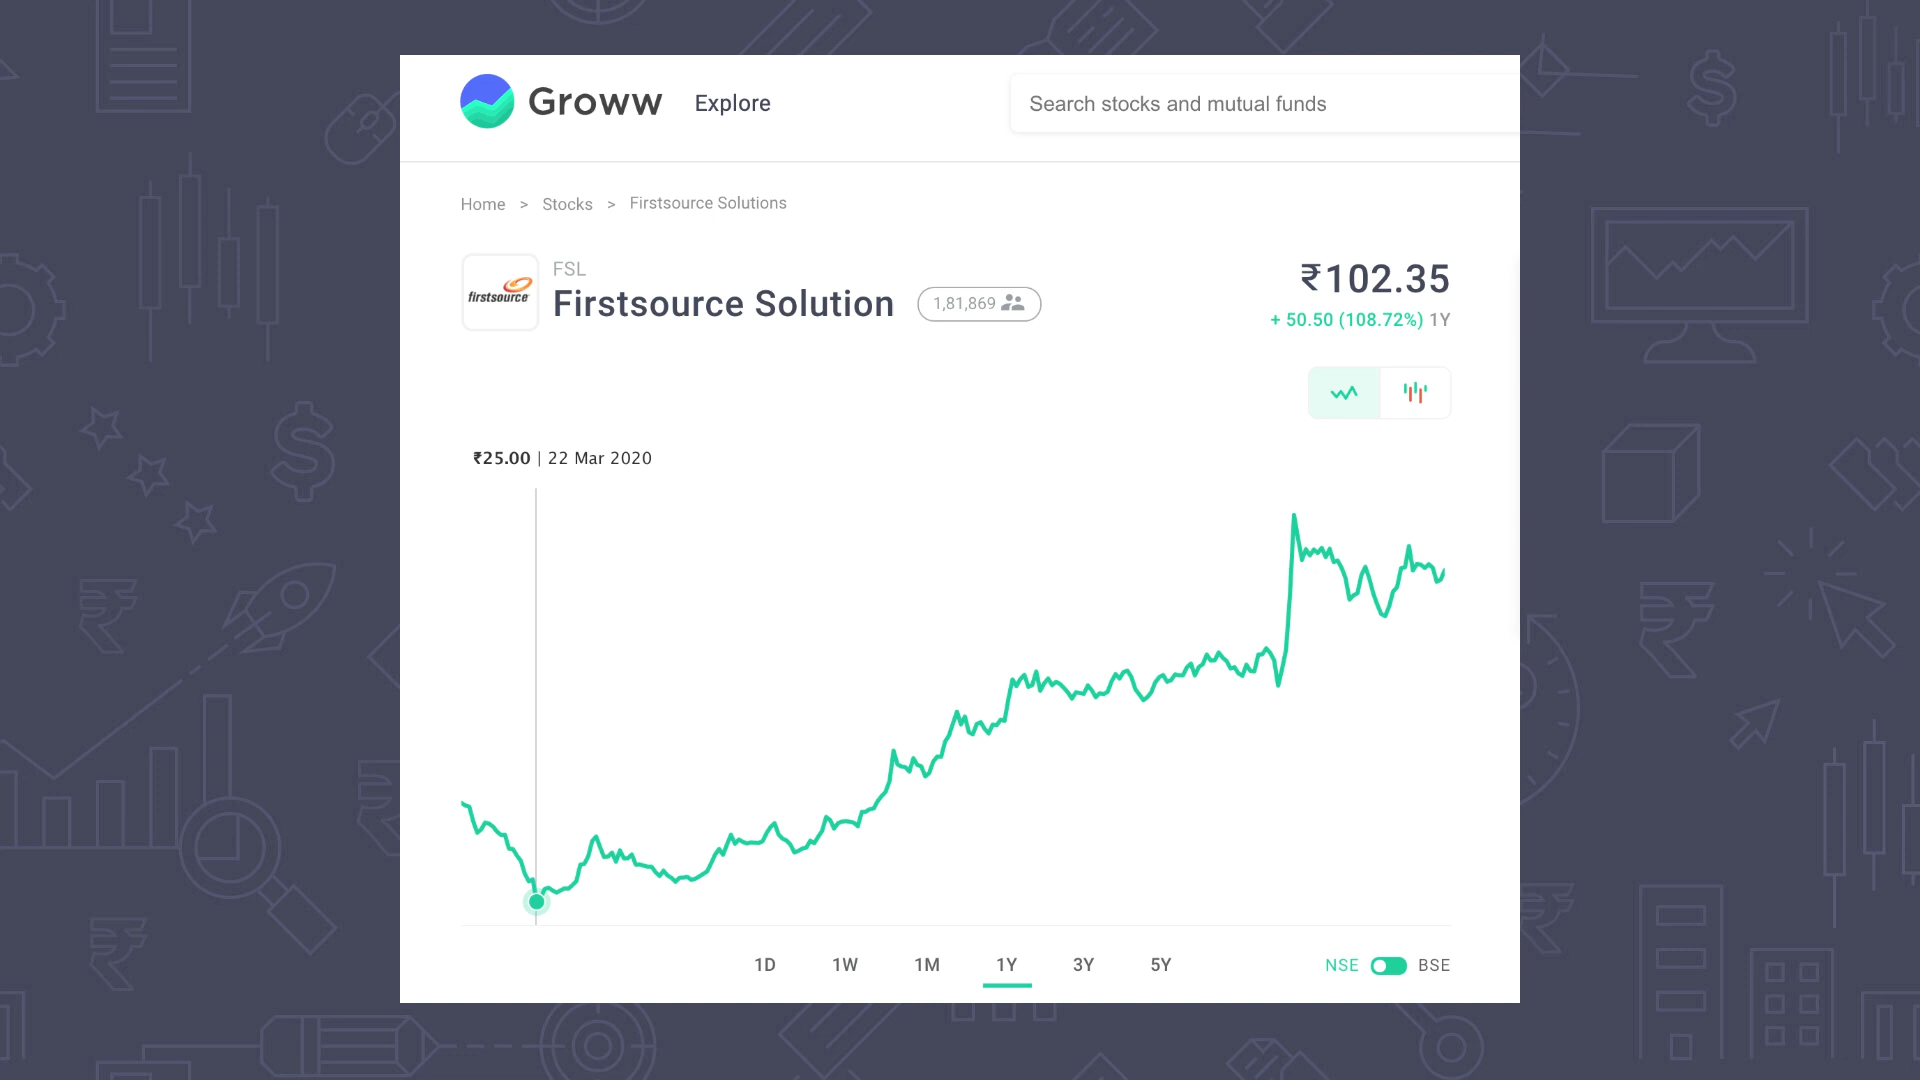 Groww
Explore
Search stocks and mutual funds
Home > Stocks > Firstsource Solutions
firstsource
FSL
Firstsource Solution
1,81,869
₹102.35
+ 50.50 (108.72%) 1Y
₹25.00 | 22 Mar 2020
1D 1W 1M 1Y 3Y 5Y
NSE BSE